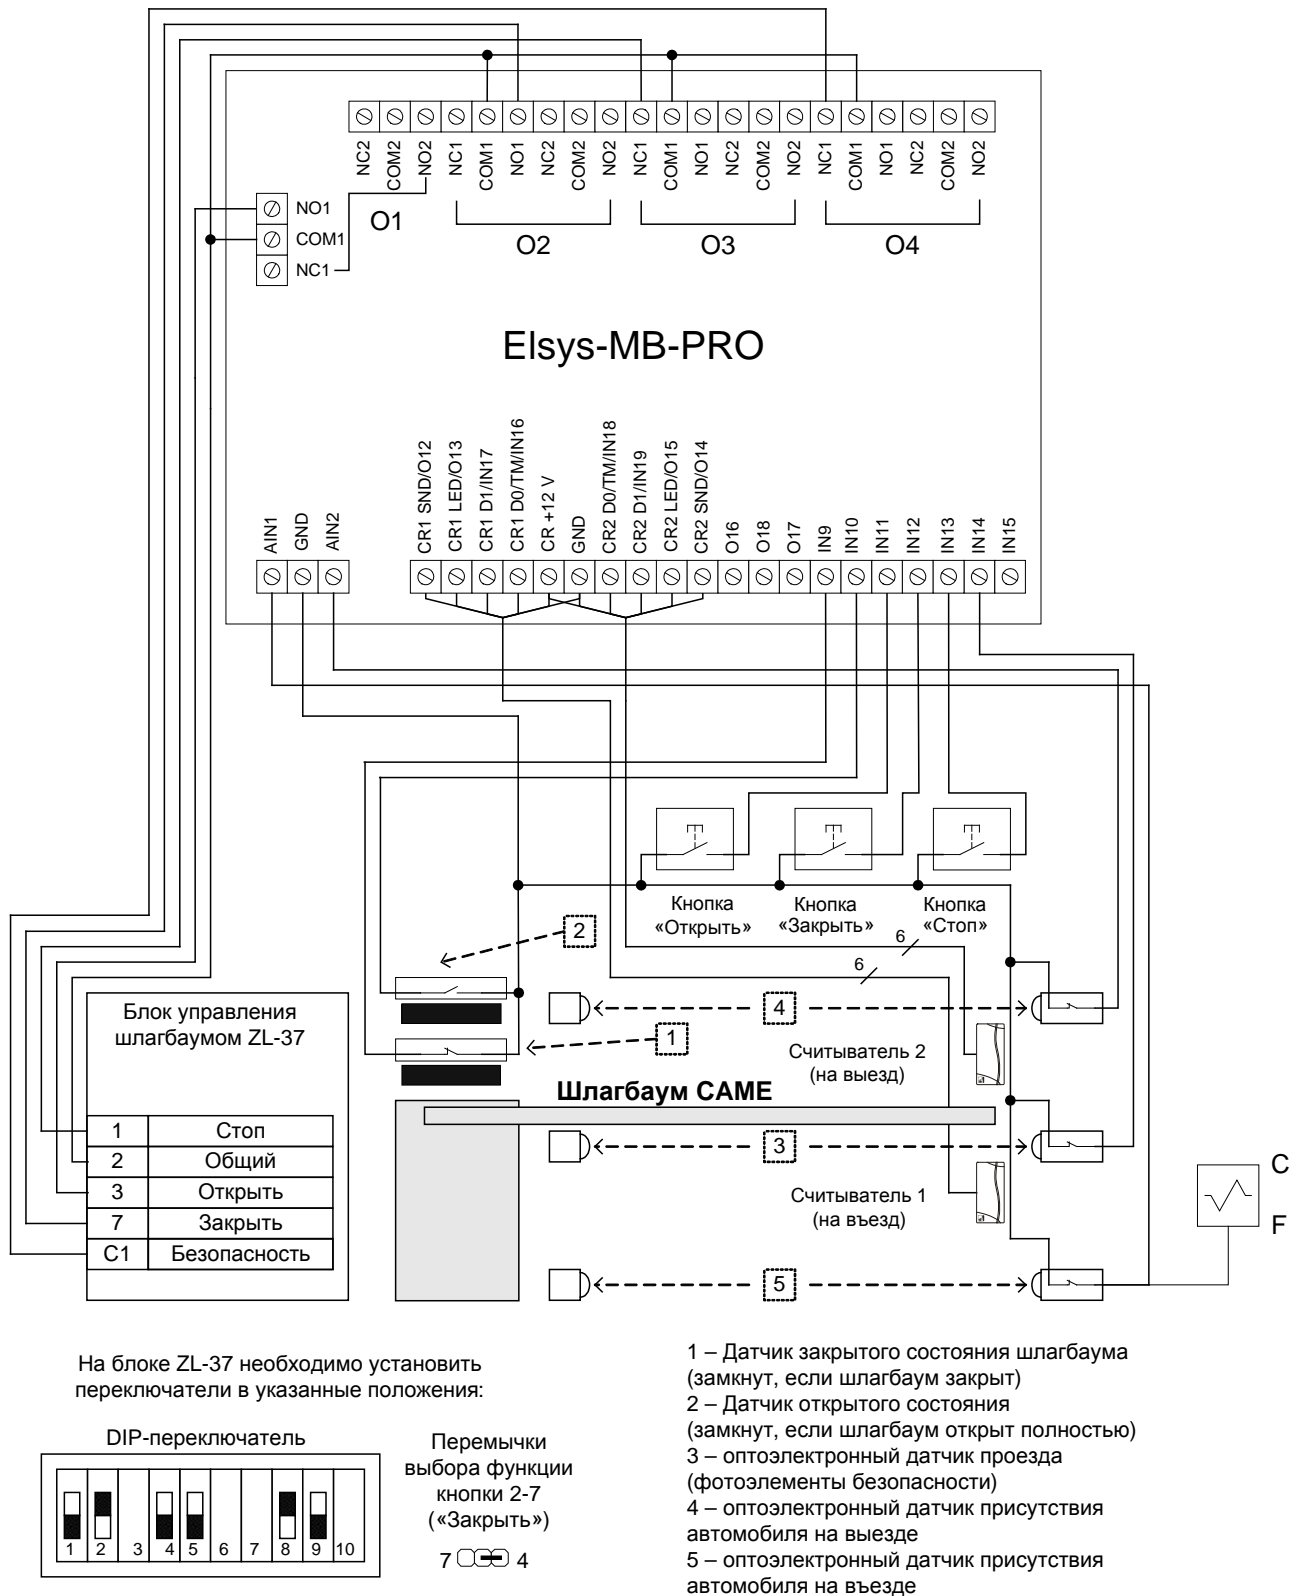 NC2 COM2 NO2 NC1 COM1 NO1 NC2 COM2 NO2 NC1 COM1 NO1 NC2 COM2 NO2 NC1 COM1 NO1 NC2 COM2 NO2
NO1
COM1
NC1
O1
O2
O3
O4
Elsys-MB-PRO
AIN1
GND
AIN2
CR1 SND/O12
CR1 LED/O13
CR1 D1/IN17
CR1 D0/TM/IN16
CR +12 V
GND
CR2 D0/TM/IN18
CR2 D1/IN19
CR2 LED/O15
CR2 SND/O14
O16
O18
O17
IN9
IN10
IN11
IN12
IN13
IN14
IN15
Кнопка
«Открыть»
Кнопка
«Закрыть»
Кнопка
«Стоп»
6
6
2
4
1
Считыватель 2
(на выезд)
Шлагбаум CAME
3
Считыватель 1
(на въезд)
5
C
F
Блок управления
шлагбаумом ZL-37
1 Стоп
2 Общий
3 Открыть
7 Закрыть
C1 Безопасность
На блоке ZL-37 необходимо установить
переключатели в указанные положения:
DIP-переключатель
1 2 3 4 5 6 7 8 9 10
Перемычки
выбора функции
кнопки 2-7
(«Закрыть»)
7 4
1 – Датчик закрытого состояния шлагбаума
(замкнут, если шлагбаум закрыт)
2 – Датчик открытого состояния
(замкнут, если шлагбаум открыт полностью)
3 – оптоэлектронный датчик проезда
(фотоэлементы безопасности)
4 – оптоэлектронный датчик присутствия
автомобиля на выезде
5 – оптоэлектронный датчик присутствия
автомобиля на въезде